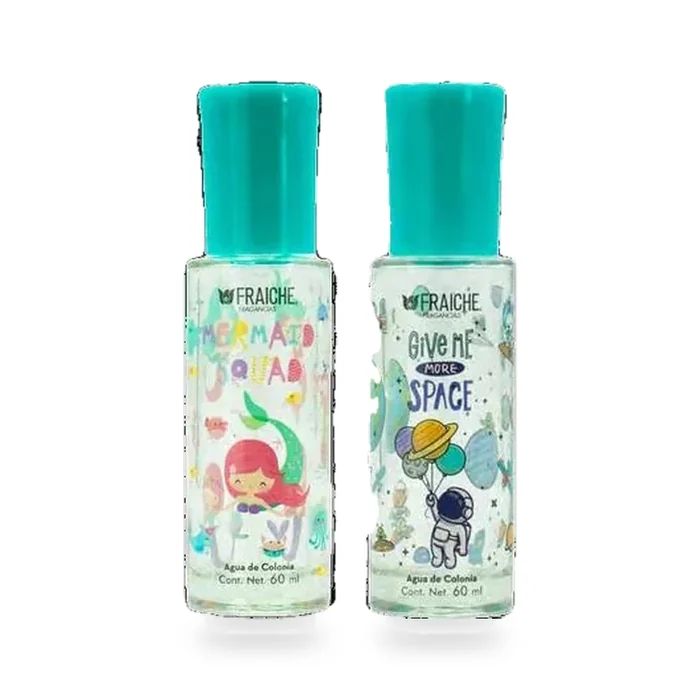 FRAICHE
FRAGANCIAS
MERMAID
SQUAD
Agua de Colonia
Cont. Net. 60 ml
FRAICHE
FRAGANCIAS
GIVE ME
MORE
SPACE
Agua de Colonia
Cont. Net. 60 ml